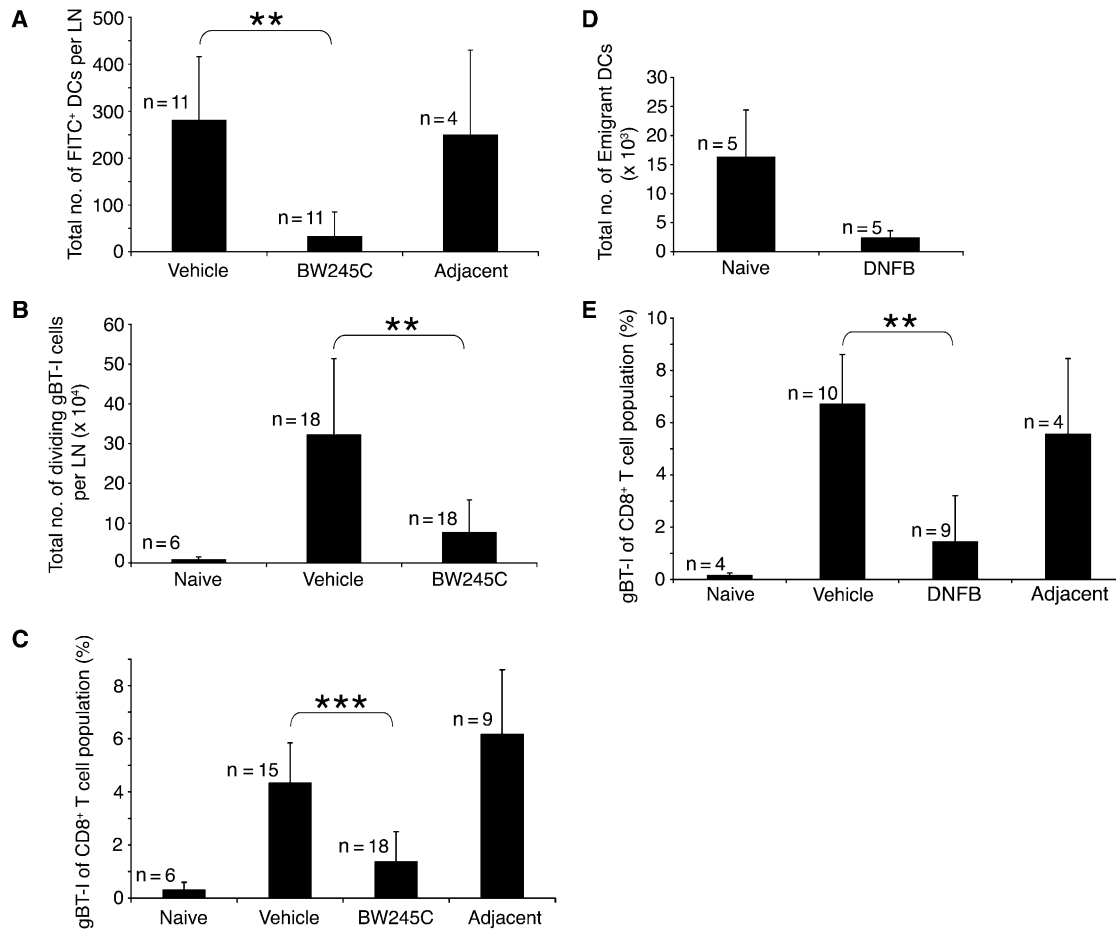 A
Total no. of FITC⁺ DCs per LN
500
400
300
200
100
0
**
n=11
n=11
n=4
Vehicle BW245C Adjacent
B
Total no. of dividing gBT-I cells
per LN (x 10⁴)
60
50
40
30
20
10
0
**
n=6
n=18
n=18
Naive Vehicle BW245C
C
gBT-I of CD8⁺ T cell population (%)
8
6
4
2
0
***
n=6
n=15
n=18
n=9
Naive Vehicle BW245C Adjacent
D
Total no. of Emigrant DCs
(x 10³)
30
25
20
15
10
5
0
n=5
n=5
Naive DNFB
E
gBT-I of CD8⁺ T cell population (%)
10
8
6
4
2
0
**
n=4
n=10
n=9
n=4
Naive Vehicle DNFB Adjacent